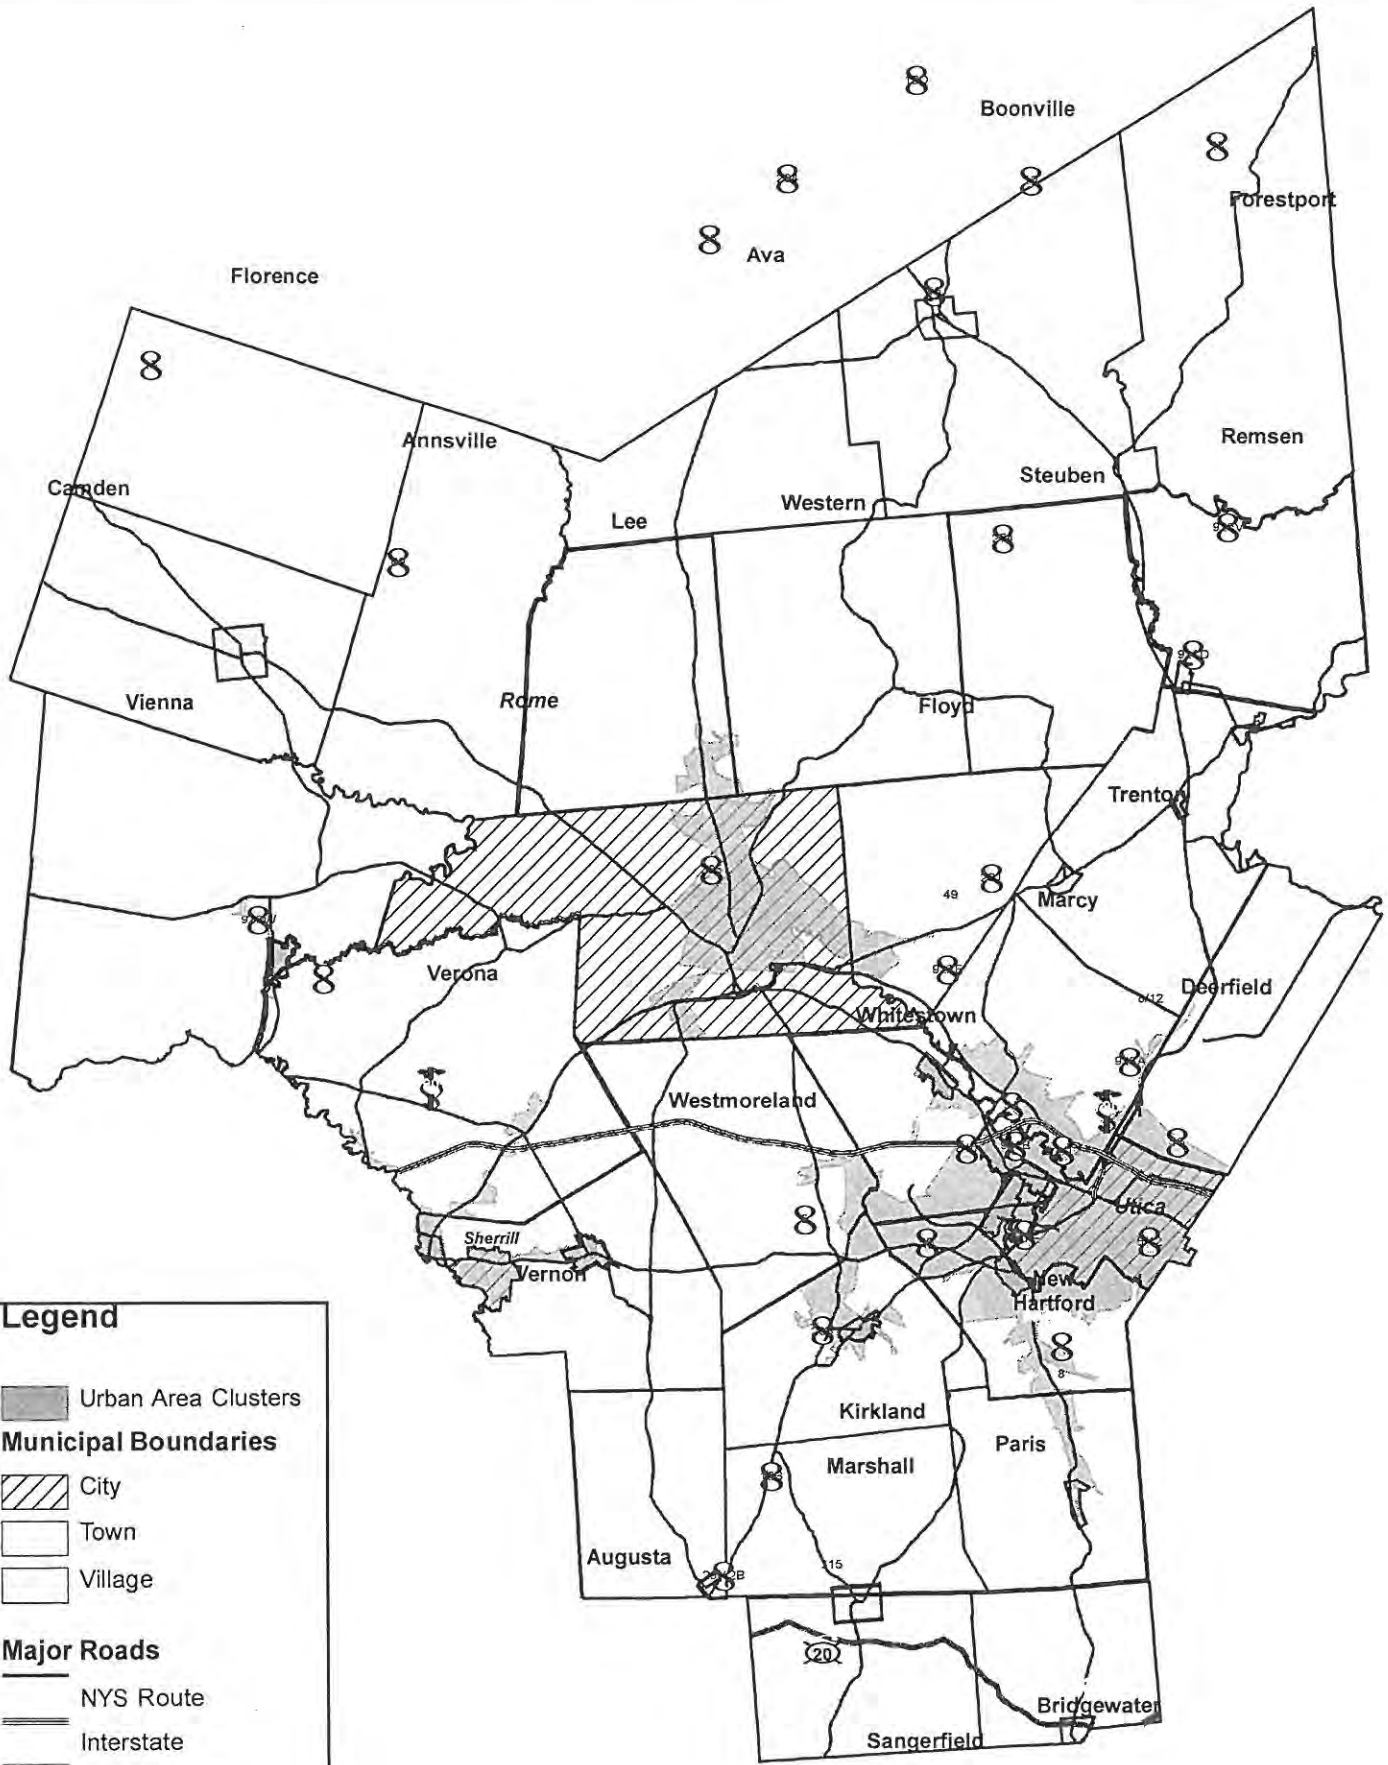 Boonville
Forestport
Ava
Florence
Annsville
Remsen
Camden
Steuben
Western
Lee
Vienna
Rome
Floyd
Trenton
49
Marcy
Verona
Deerfield
Whitestown
Westmoreland
Utica
Sherrill
Vernon
New
Hartford
8
Kirkland
Paris
Marshall
Augusta
20
Bridgewater
Sangerfield
Legend
Urban Area Clusters
Municipal Boundaries
City
Town
Village
Major Roads
NYS Route
Interstate